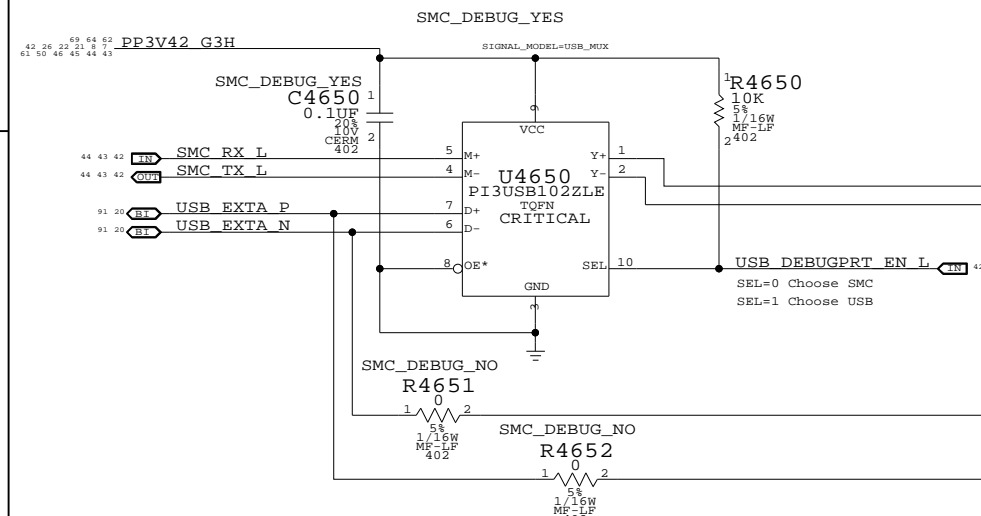 SMC_DEBUG_YES
69 64 62
42 26 22 21 8 7
61 50 46 45 44 43
PP3V42_G3H
SIGNAL_MODEL=USB_MUX
SMC_DEBUG_YES
C4650
1
0.1UF
20%
10V
CERM
402
2
9
VCC
1
R4650
10K
5%
1/16W
MF-LF
402
2
44 43 42 IN SMC_RX_L 5 M+
44 43 42 OUT SMC_TX_L 4 M-
91 20 BI USB_EXTA_P 7 D+
91 20 BI USB_EXTA_N 6 D-
8 OE*
U4650
PI3USB102ZLE
TQFN
CRITICAL
Y+ 1
Y- 2
SEL 10
USB_DEBUGPRT_EN_L IN 42
SEL=0 Choose SMC
SEL=1 Choose USB
GND
3
SMC_DEBUG_NO
R4651
0
1 2
5%
1/16W
MF-LF
402
SMC_DEBUG_NO
R4652
0
1 2
5%
1/16W
MF-LF